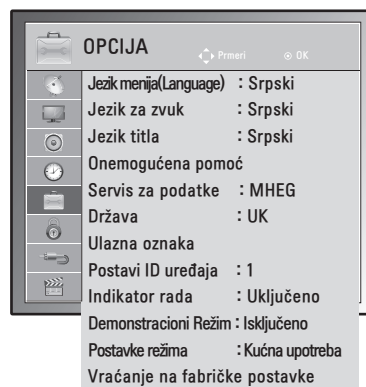 OPCIJA
Prmeri OK
Jezik menija(Language) : Srpski
Jezik za zvuk : Srpski
Jezik titla : Srpski
Onemogućena pomoć
Servis za podatke : MHEG
Država : UK
Ulazna oznaka
Postavi ID uređaja : 1
Indikator rada : Uključeno
Demonstracioni Režim : Isključeno
Postavke režima : Kućna upotreba
Vraćanje na fabričke postavke